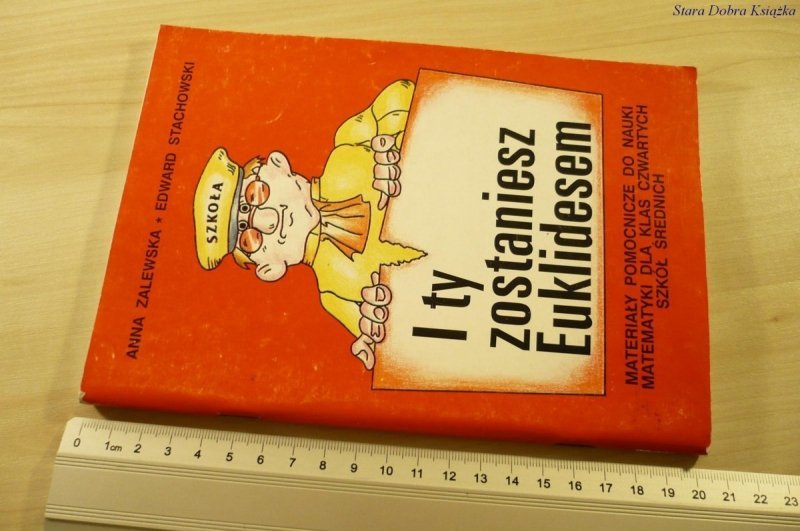 Stara Dobra Książka
ANNA ZALEWSKA * EDWARD STACHOWSKI
SZKOŁA
I ty
zostaniesz
Euklidesem
MATERIAŁY POMOCNICZE DO NAUKI
MATEMATYKI DLA KLAS CZWARTYCH
SZKÓŁ ŚREDNICH
0 1cm 2 3 4 5 6 7 8 9 10 11 12 13 14 15 16 17 18 19 20 21 22 23